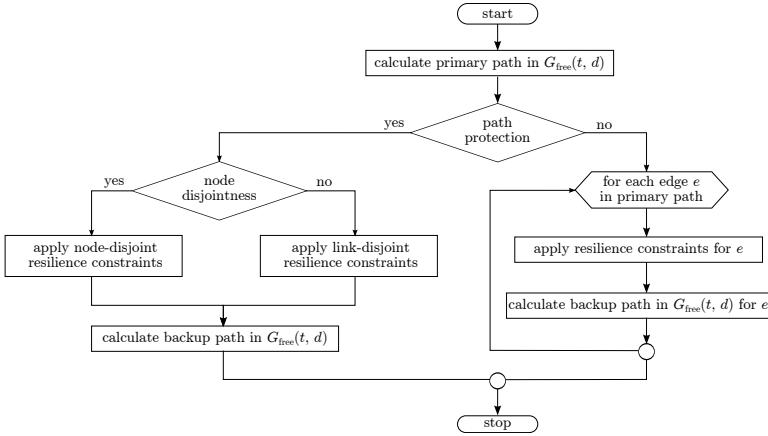 start
calculate primary path in G_free(t, d)
path
protection
yes
no
node
disjointness
yes
no
for each edge e
in primary path
apply node-disjoint
resilience constraints
apply link-disjoint
resilience constraints
apply resilience constraints for e
calculate backup path in G_free(t, d) for e
calculate backup path in G_free(t, d)
stop